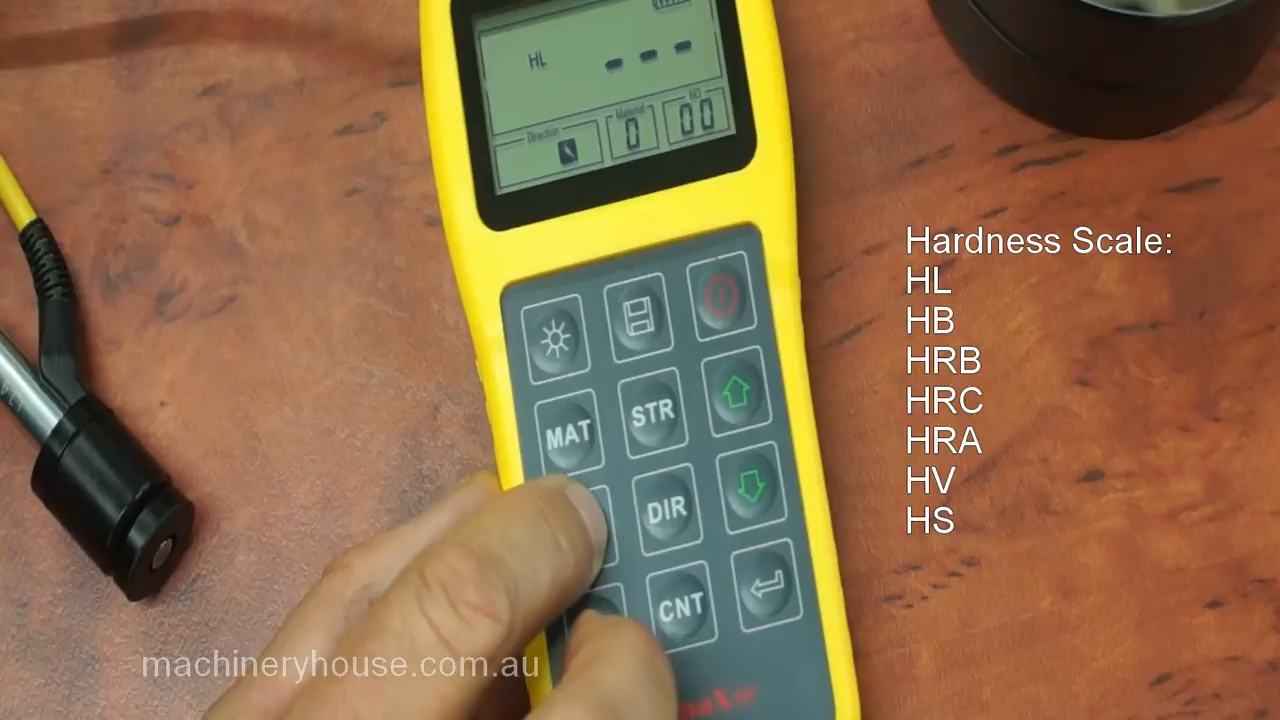 HL - - -
Direction Material NO
0 00
MAT STR
DIR
CNT
Hardness Scale:
HL
HB
HRB
HRC
HRA
HV
HS
machineryhouse.com.au